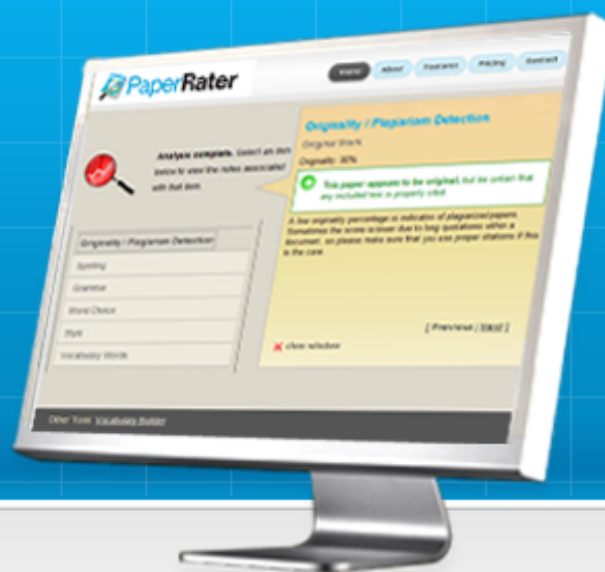 PaperRater
Home About Features Pricing Contact
Analysis complete. Select an item
below to view the notes associated
with that item.
Originality / Plagiarism Detection
Spelling
Grammar
Word Choice
Style
Vocabulary Words
Originality / Plagiarism Detection
Original Work
Originality: 90%
This paper appears to be original, but be certain that
any included text is properly cited.
A low originality percentage is indicative of plagiarized papers.
Sometimes the score is lower due to long quotations within a
document, so please make sure that you use proper citations if this
is the case.
[ Previous | Next ]
close window
Other Tools: Vocabulary Builder